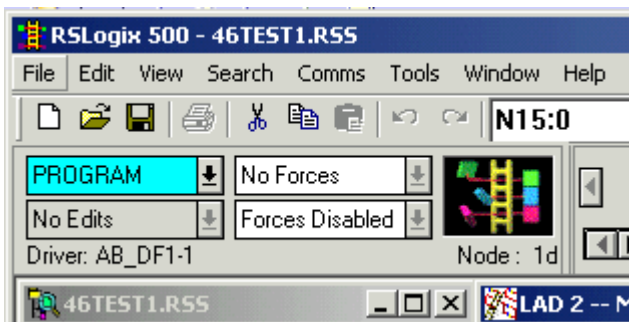 RSLogix 500 - 46TEST1.RSS
File Edit View Search Comms Tools Window Help
N15:0
PROGRAM No Forces
No Edits Forces Disabled
Driver: AB_DF1-1 Node : 1d
46TEST1.RSS LAD 2 -- M